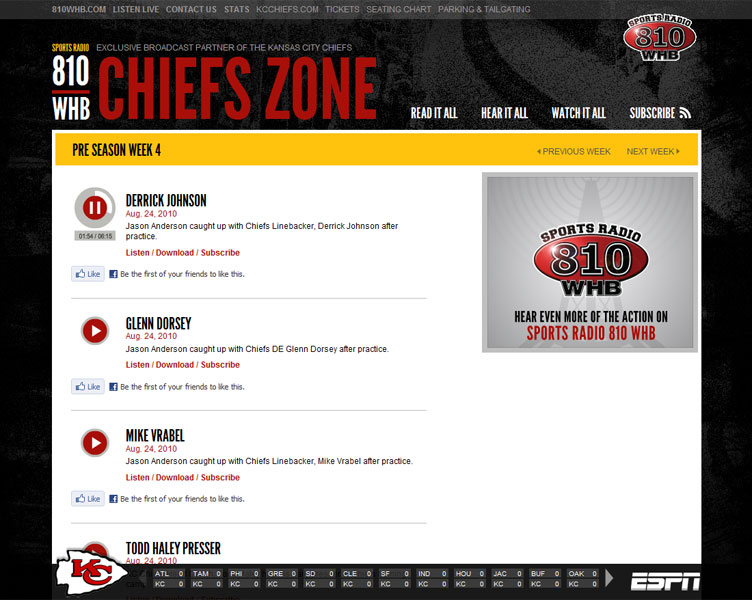 810WHB.COM LISTEN LIVE CONTACT US STATS KCCHIEFS.COM TICKETS SEATING CHART PARKING & TAILGATING
SPORTS RADIO
810
WHB
SPORTS RADIO EXCLUSIVE BROADCAST PARTNER OF THE KANSAS CITY CHIEFS
810
WHB
CHIEFS ZONE
READ IT ALL HEAR IT ALL WATCH IT ALL SUBSCRIBE
PRE SEASON WEEK 4
PREVIOUS WEEK NEXT WEEK
DERRICK JOHNSON
Aug. 24, 2010
Jason Anderson caught up with Chiefs Linebacker, Derrick Johnson after
practice.
01:54 / 06:15
Listen / Download / Subscribe
Like Be the first of your friends to like this.
SPORTS RADIO
810
WHB
HEAR EVEN MORE OF THE ACTION ON
SPORTS RADIO 810 WHB
GLENN DORSEY
Aug. 24, 2010
Jason Anderson caught up with Chiefs DE Glenn Dorsey after practice.
Listen / Download / Subscribe
Like Be the first of your friends to like this.
MIKE VRABEL
Aug. 24, 2010
Jason Anderson caught up with Chiefs Linebacker, Mike Vrabel after practice.
Listen / Download / Subscribe
Like Be the first of your friends to like this.
TODD HALEY PRESSER
KC
ATL 0 TAM 0 PHI 0 GRE 0 SD 0 CLE 0 SF 0 IND 0 HOU 0 JAC 0 BUF 0 OAK 0
KC 0 KC 0 KC 0 KC 0 KC 0 KC 0 KC 0 KC 0 KC 0 KC 0 KC 0 KC 0
ESPN